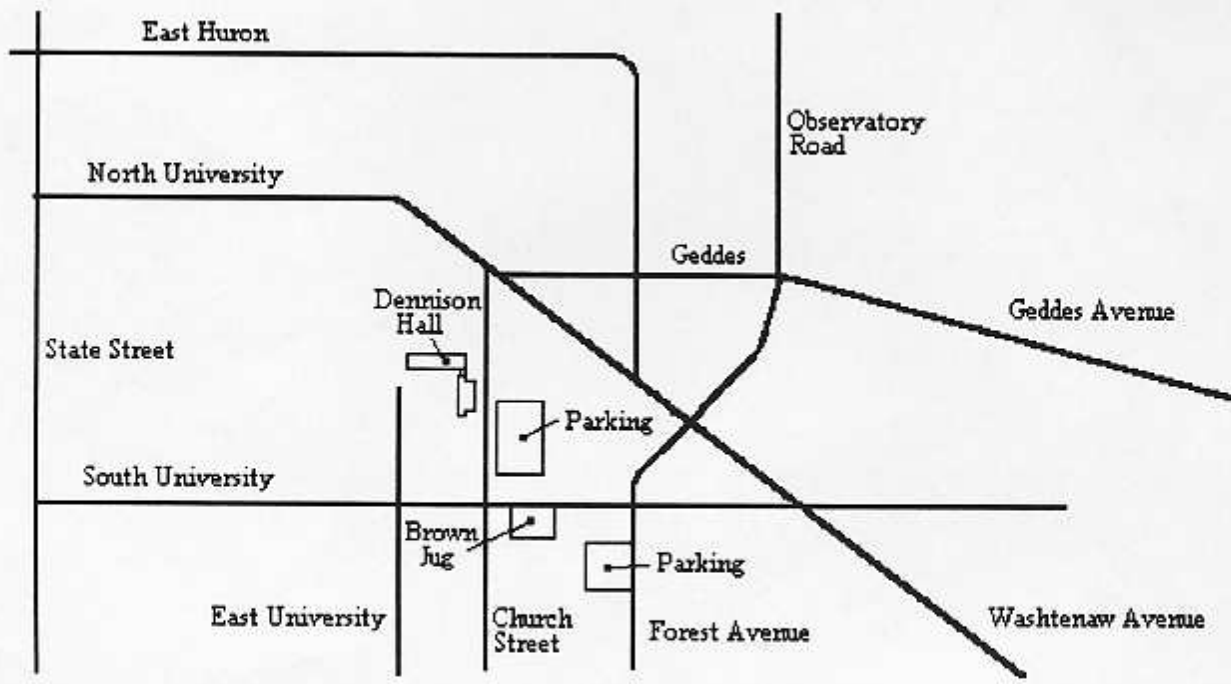 East Huron
Observatory
Road
North University
Geddes
Dennison
Hall
Geddes Avenue
State Street
Parking
South University
Brown
Jug
Parking
East University
Church
Street
Forest Avenue
Washtenaw Avenue